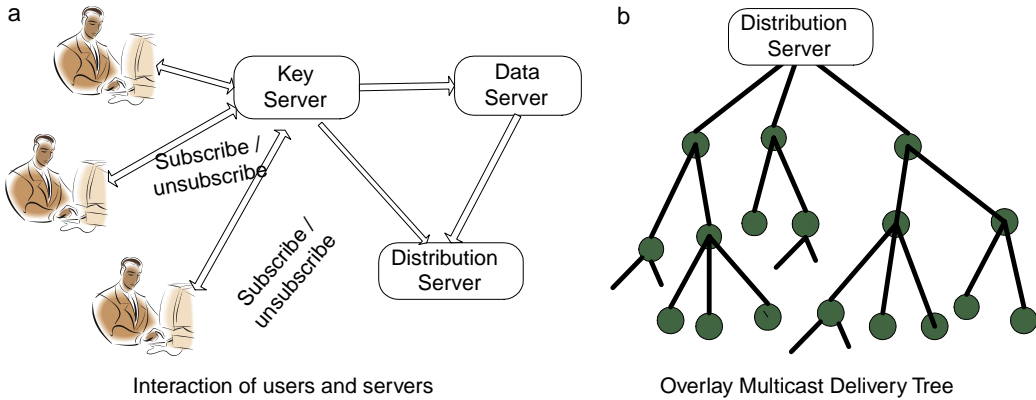 a
Key
Server
Data
Server
Subscribe /
unsubscribe
Subscribe /
unsubscribe
Distribution
Server
Interaction of users and servers
b
Distribution
Server
Overlay Multicast Delivery Tree